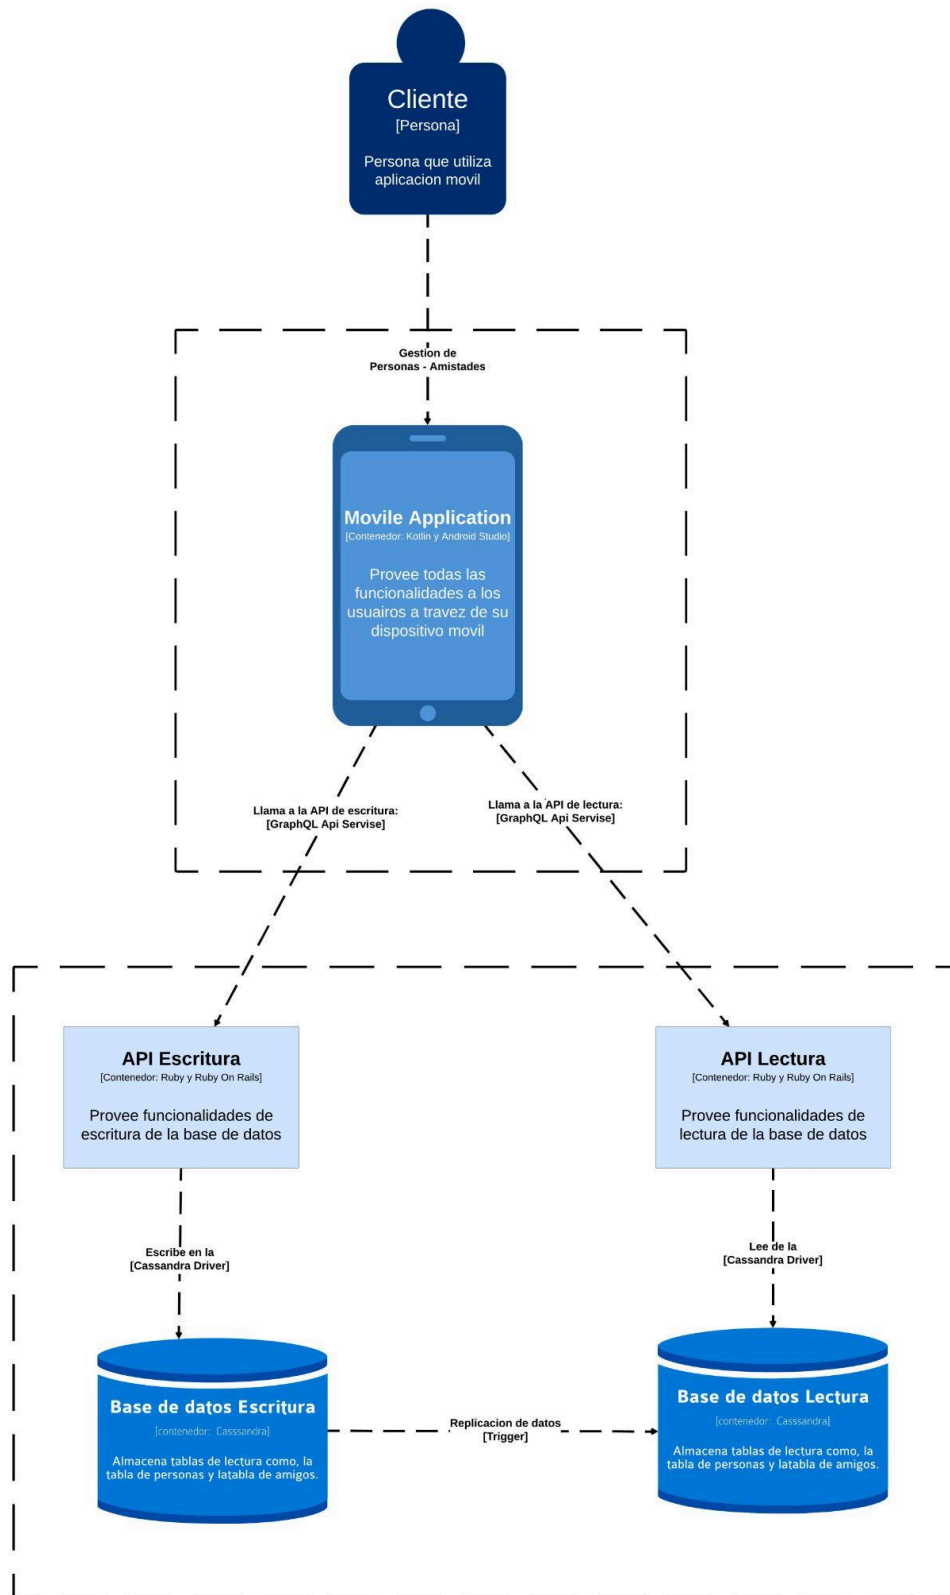 Cliente
[Persona]
Persona que utiliza
aplicacion movil
Gestion de
Personas - Amistades
Movile Application
[Contenedor: Kotlin y Android Studio]
Provee todas las
funcionalidades a los
usuairos a travez de su
dispositivo movil
Llama a la API de escritura:
[GraphQL Api Servise]
Llama a la API de lectura:
[GraphQL Api Servise]
API Escritura
[Contenedor: Ruby y Ruby On Rails]
Provee funcionalidades de
escritura de la base de datos
API Lectura
[Contenedor: Ruby y Ruby On Rails]
Provee funcionalidades de
lectura de la base de datos
Escribe en la
[Cassandra Driver]
Lee de la
[Cassandra Driver]
Base de datos Escritura
[contenedor: Casssandra]
Almacena tablas de lectura como, la
tabla de personas y latabla de amigos.
Replicacion de datos
[Trigger]
Base de datos Lectura
[contenedor: Casssandra]
Almacena tablas de lectura como, la
tabla de personas y latabla de amigos.